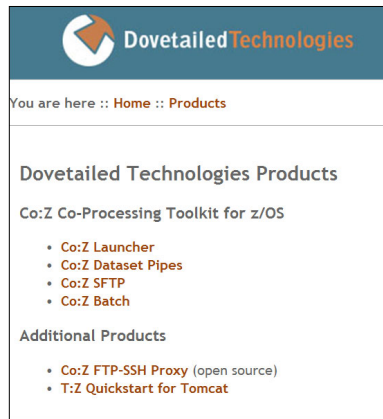 DovetailedTechnologies
You are here :: Home :: Products
Dovetailed Technologies Products
Co:Z Co-Processing Toolkit for z/OS
• Co:Z Launcher
• Co:Z Dataset Pipes
• Co:Z SFTP
• Co:Z Batch
Additional Products
• Co:Z FTP-SSH Proxy (open source)
• T:Z Quickstart for Tomcat